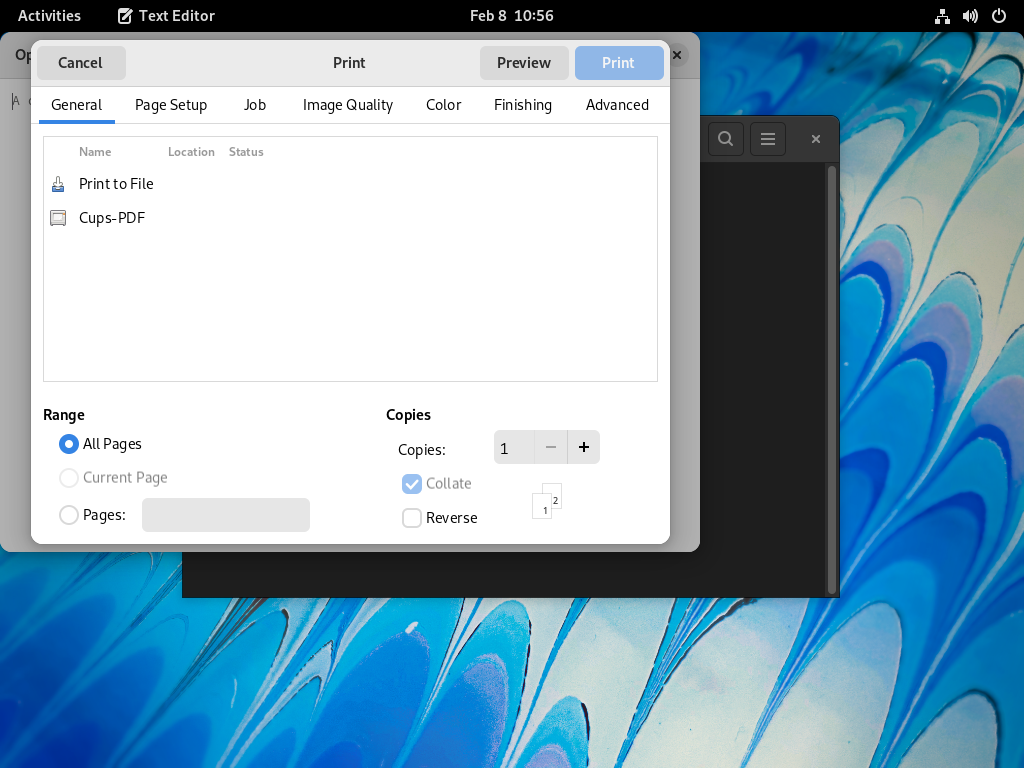 Activities Text Editor Feb 8 10:56
Cancel Print Preview Print
General Page Setup Job Image Quality Color Finishing Advanced
Name Location Status
Print to File
Cups-PDF
Range Copies
All Pages Copies: 1
Current Page Collate
Pages: Reverse
2
1